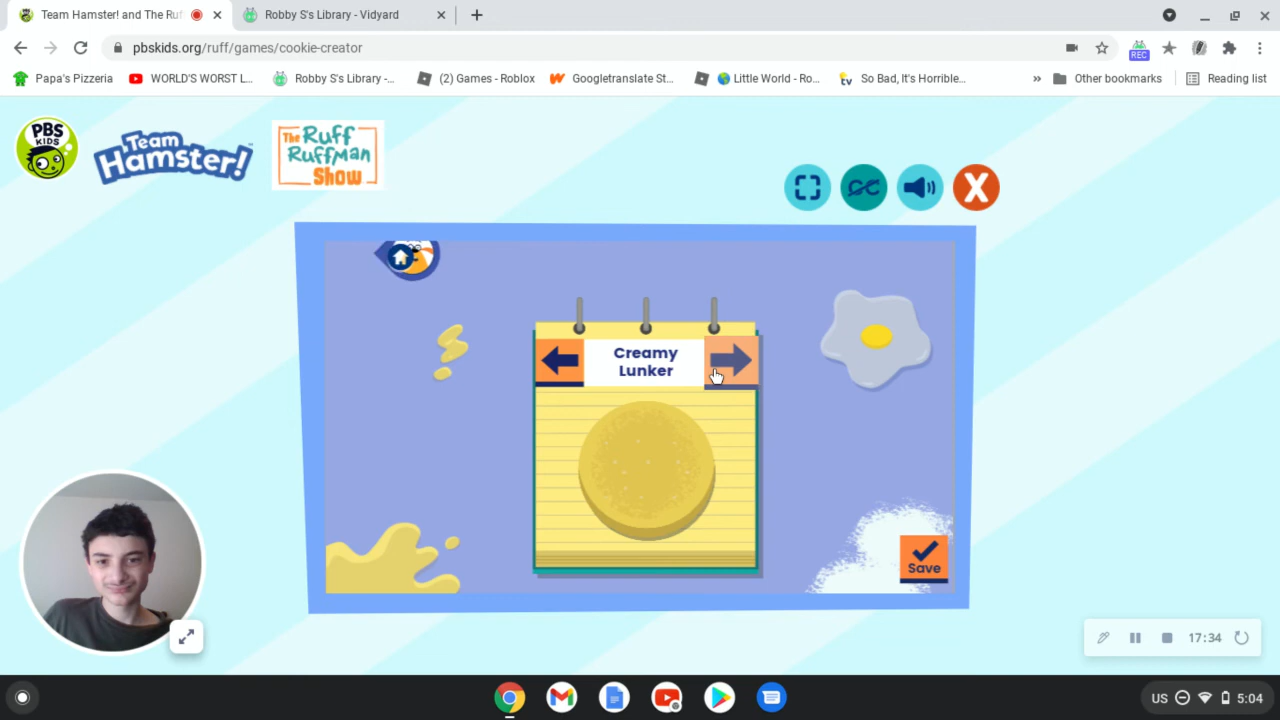 Team Hamster! and The Ruf
Robby S's Library - Vidyard
pbskids.org/ruff/games/cookie-creator
REC
Papa's Pizzeria
WORLD'S WORST L...
Robby S's Library -...
(2) Games - Roblox
Googletranslate St...
Little World - Ro...
tv
So Bad, It's Horrible...
»
Other bookmarks
Reading list
PBS
KIDS
Team
Hamster!
The Ruff
Ruffman
Show
CC
X
Creamy
Lunker
Save
17:34
US
5:04